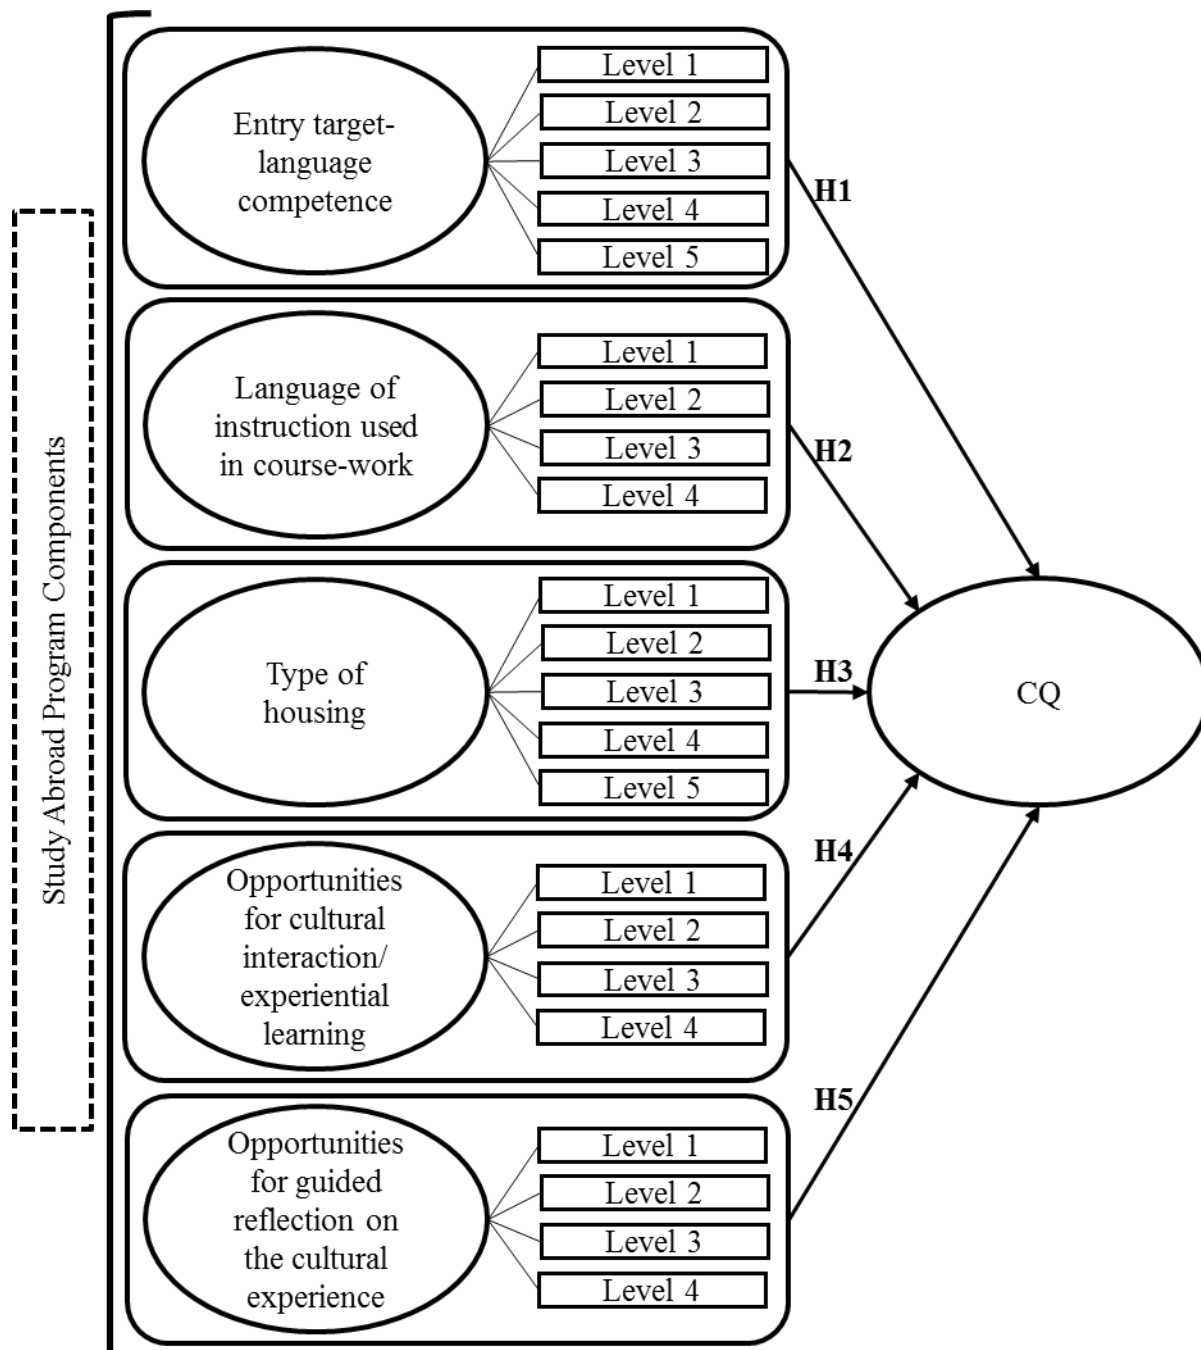 Study Abroad Program Components
Entry target-
language
competence
Level 1
Level 2
Level 3
Level 4
Level 5
H1
Language of
instruction used
in course-work
Level 1
Level 2
Level 3
Level 4
H2
Type of
housing
Level 1
Level 2
Level 3
Level 4
Level 5
H3
CQ
Opportunities
for cultural
interaction/
experiential
learning
Level 1
Level 2
Level 3
Level 4
H4
Opportunities
for guided
reflection on
the cultural
experience
Level 1
Level 2
Level 3
Level 4
H5